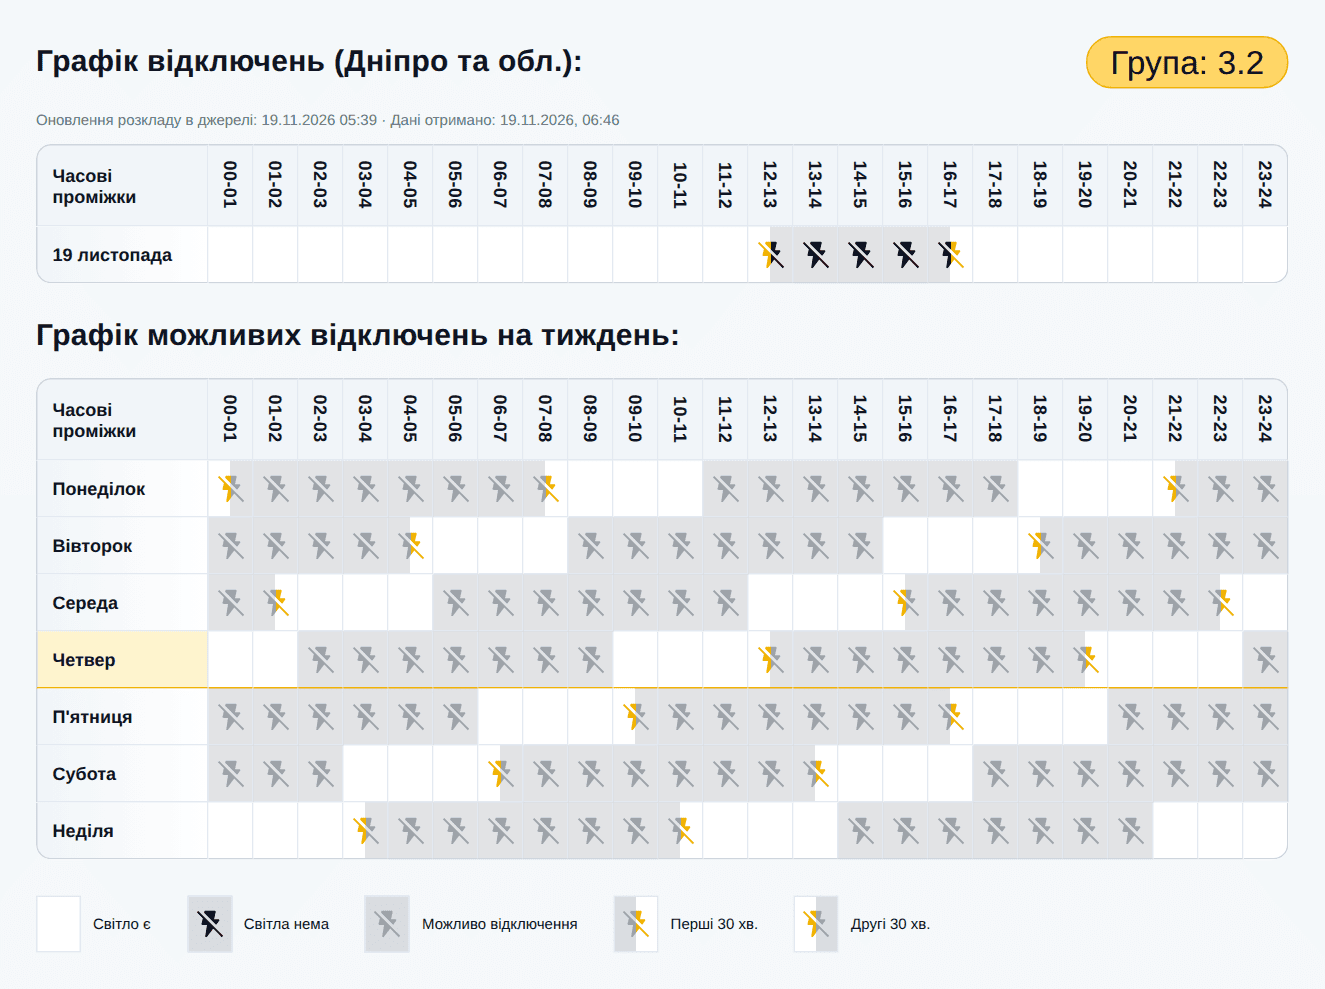 Графік відключень (Дніпро та обл.):
Група: 3.2
Оновлення розкладу в джерелі: 19.11.2026 05:39 · Дані отримано: 19.11.2026, 06:46
Часові проміжки 00-01 01-02 02-03 03-04 04-05 05-06 06-07 07-08 08-09 09-10 10-11 11-12 12-13 13-14 14-15 15-16 16-17 17-18 18-19 19-20 20-21 21-22 22-23 23-24
19 листопада
Графік можливих відключень на тиждень:
Часові проміжки 00-01 01-02 02-03 03-04 04-05 05-06 06-07 07-08 08-09 09-10 10-11 11-12 12-13 13-14 14-15 15-16 16-17 17-18 18-19 19-20 20-21 21-22 22-23 23-24
Понеділок
Вівторок
Середа
Четвер
П'ятниця
Субота
Неділя
Світло є Світла нема Можливо відключення Перші 30 хв. Другі 30 хв.